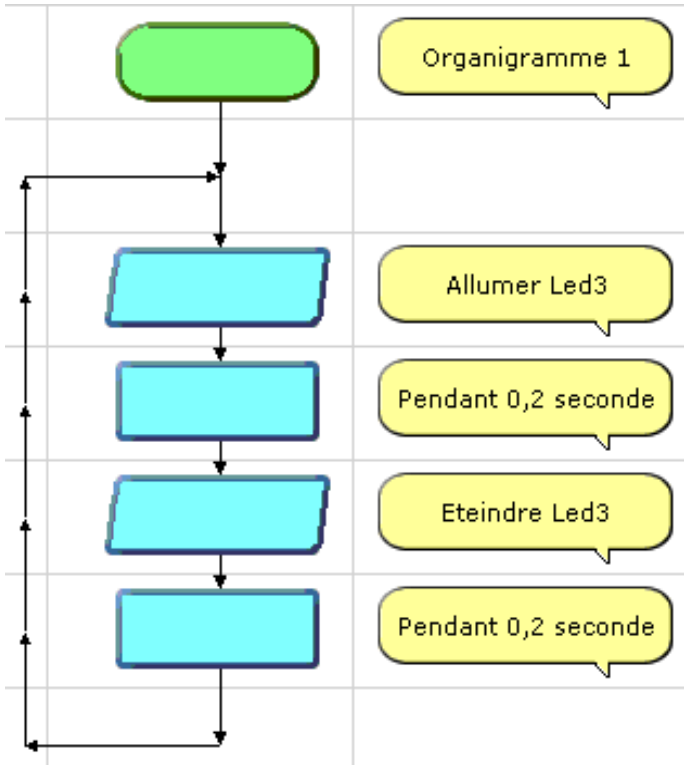 Organigramme 1
Allumer Led3
Pendant 0,2 seconde
Eteindre Led3
Pendant 0,2 seconde